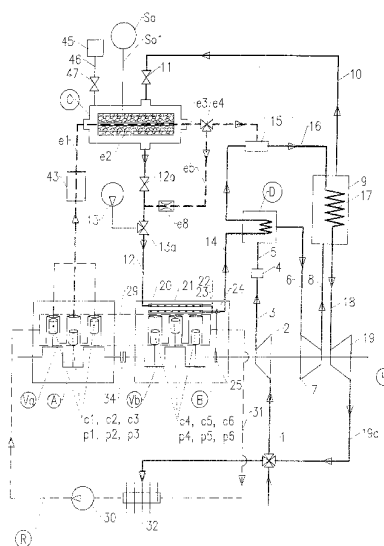 Sa
45
46
Sa'
47
11
10
O
e3, e4
15
16
e1
e2
9
17
12a
e5
43
D
13
e8
5
14
4
13a
6
8
18
12
24
3
2
19
29
20
21
22
23
34
25
7
Va
A
Vb
E
31
c1, c2, c3
p1, p2, p3
c4, c5, c6
p4, p5, p6
1
19c
R
30
32